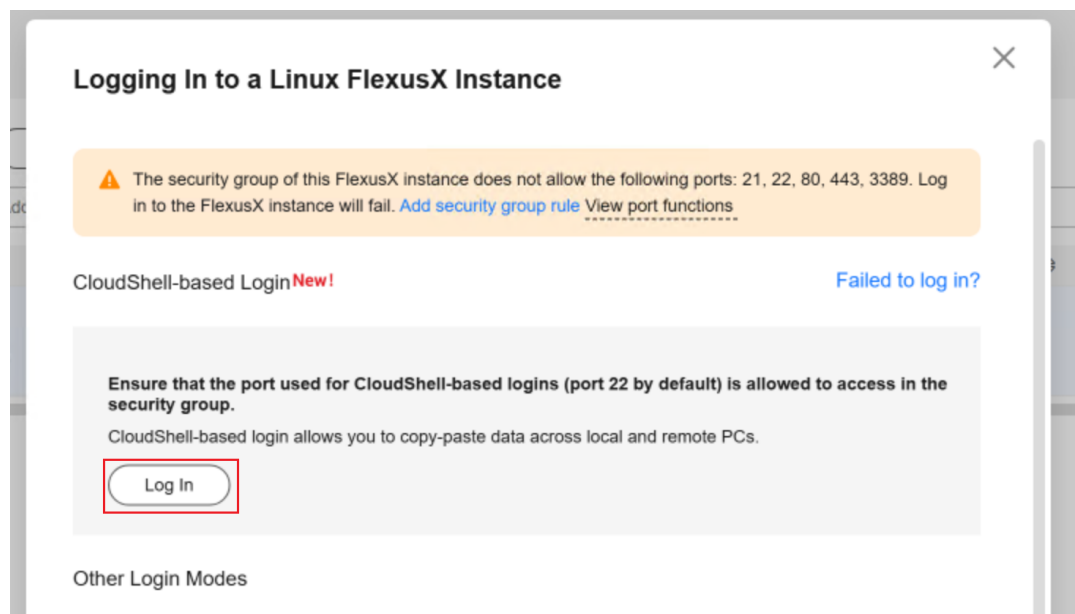 Logging In to a Linux FlexusX Instance
The security group of this FlexusX instance does not allow the following ports: 21, 22, 80, 443, 3389. Log
in to the FlexusX instance will fail. Add security group rule View port functions
CloudShell-based Login New!
Failed to log in?
Ensure that the port used for CloudShell-based logins (port 22 by default) is allowed to access in the
security group.
CloudShell-based login allows you to copy-paste data across local and remote PCs.
Log In
Other Login Modes